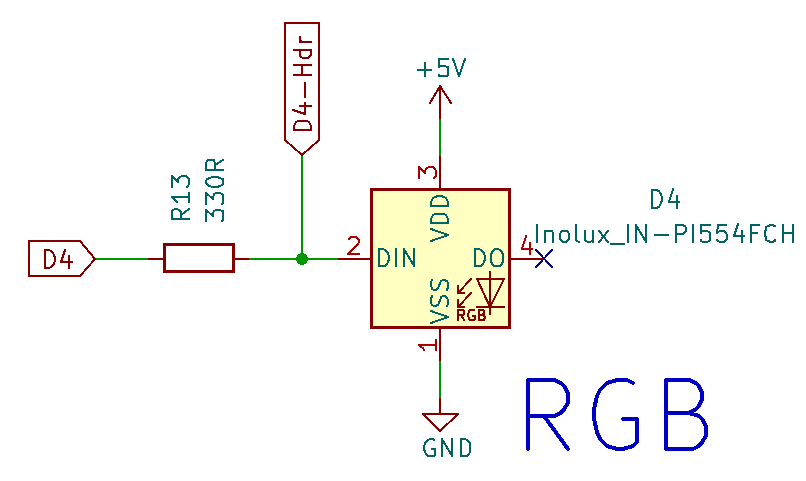 D4-Hdr
+5V
R13
330R
3
VDD
D4
Inolux_IN-PI554FCH
D4
2
DIN
DO
4
VSS
RGB
1
GND
RGB